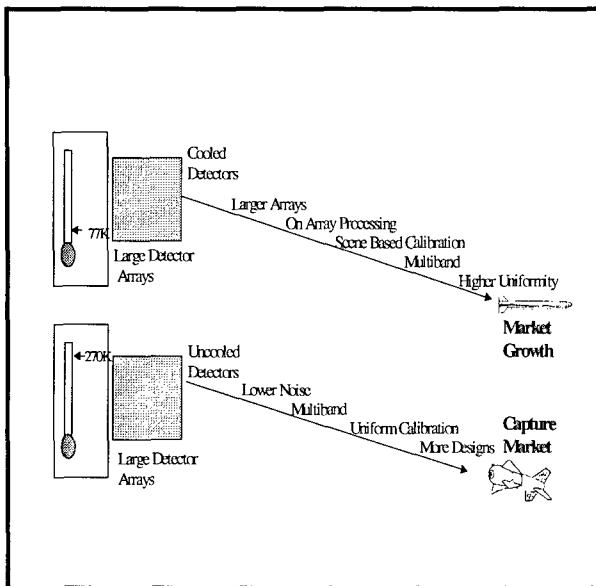 Cooled
Detectors
77K
Large Detector
Arrays
Larger Arrays
On Array Processing
Scene Based Calibration
Multiband
Higher Uniformity
Market
Growth
270K
Uncooled
Detectors
Large Detector
Arrays
Lower Noise
Multiband
Uniform Calibration
More Designs
Capture
Market